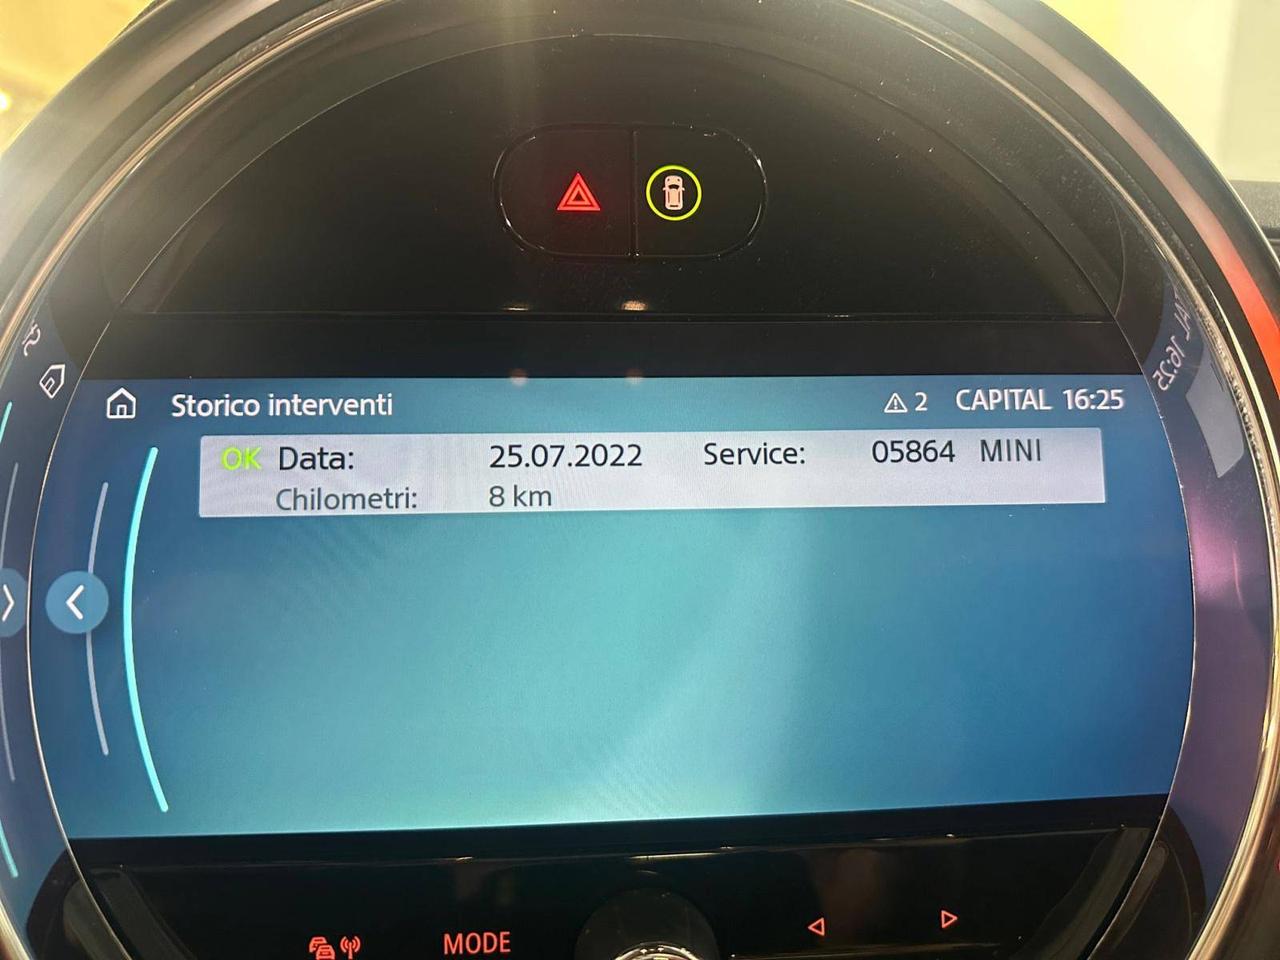 Storico interventi 2 CAPITAL 16:25
OK Data: 25.07.2022 Service: 05864 MINI
Chilometri: 8 km
MODE